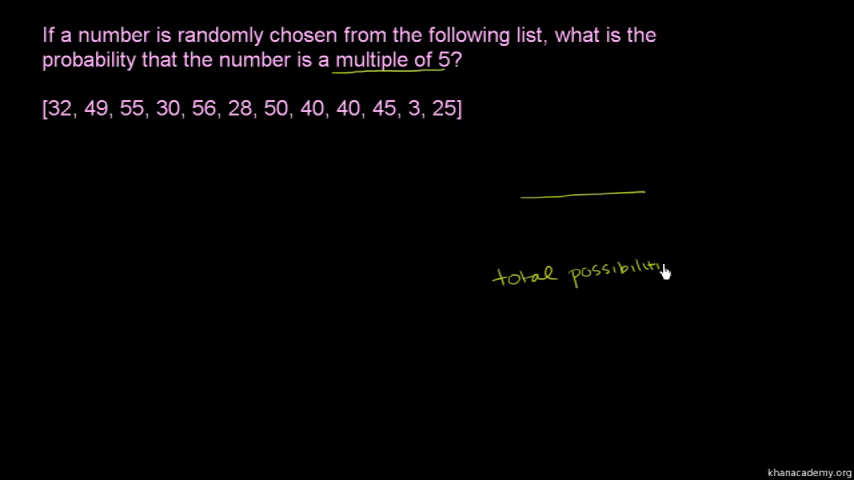 If a number is randomly chosen from the following list, what is the
probability that the number is a multiple of 5?
[32, 49, 55, 30, 56, 28, 50, 40, 40, 45, 3, 25]
total possibiliti
khanacademy.org